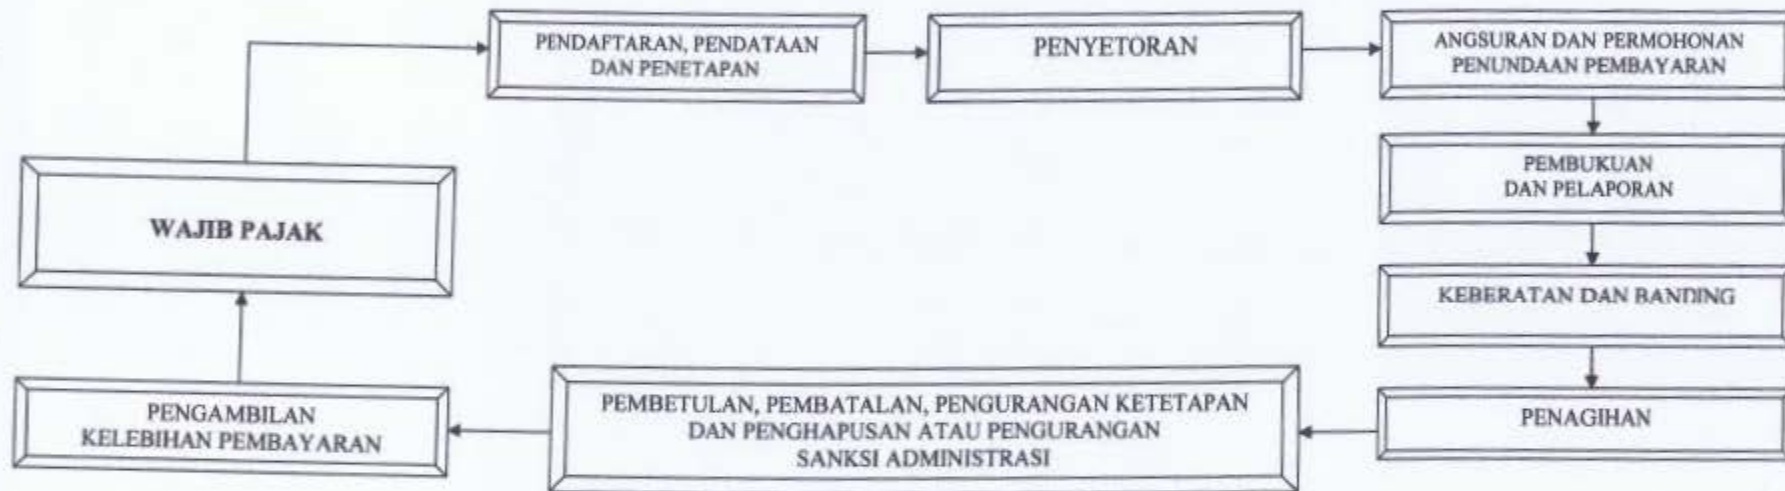 PENDAFTARAN, PENDATAAN
DAN PENETAPAN
PENYETORAN
ANGSURAN DAN PERMOHONAN
PENUNDAAN PEMBAYARAN
PEMBUKUAN
DAN PELAPORAN
KEBERATAN DAN BANDING
PENAGIHAN
PEMBETULAN, PEMBATALAN, PENGURANGAN KETETAPAN
DAN PENGHAPUSAN ATAU PENGURANGAN
SANKSI ADMINISTRASI
PENGAMBILAN
KELEBIHAN PEMBAYARAN
WAJIB PAJAK